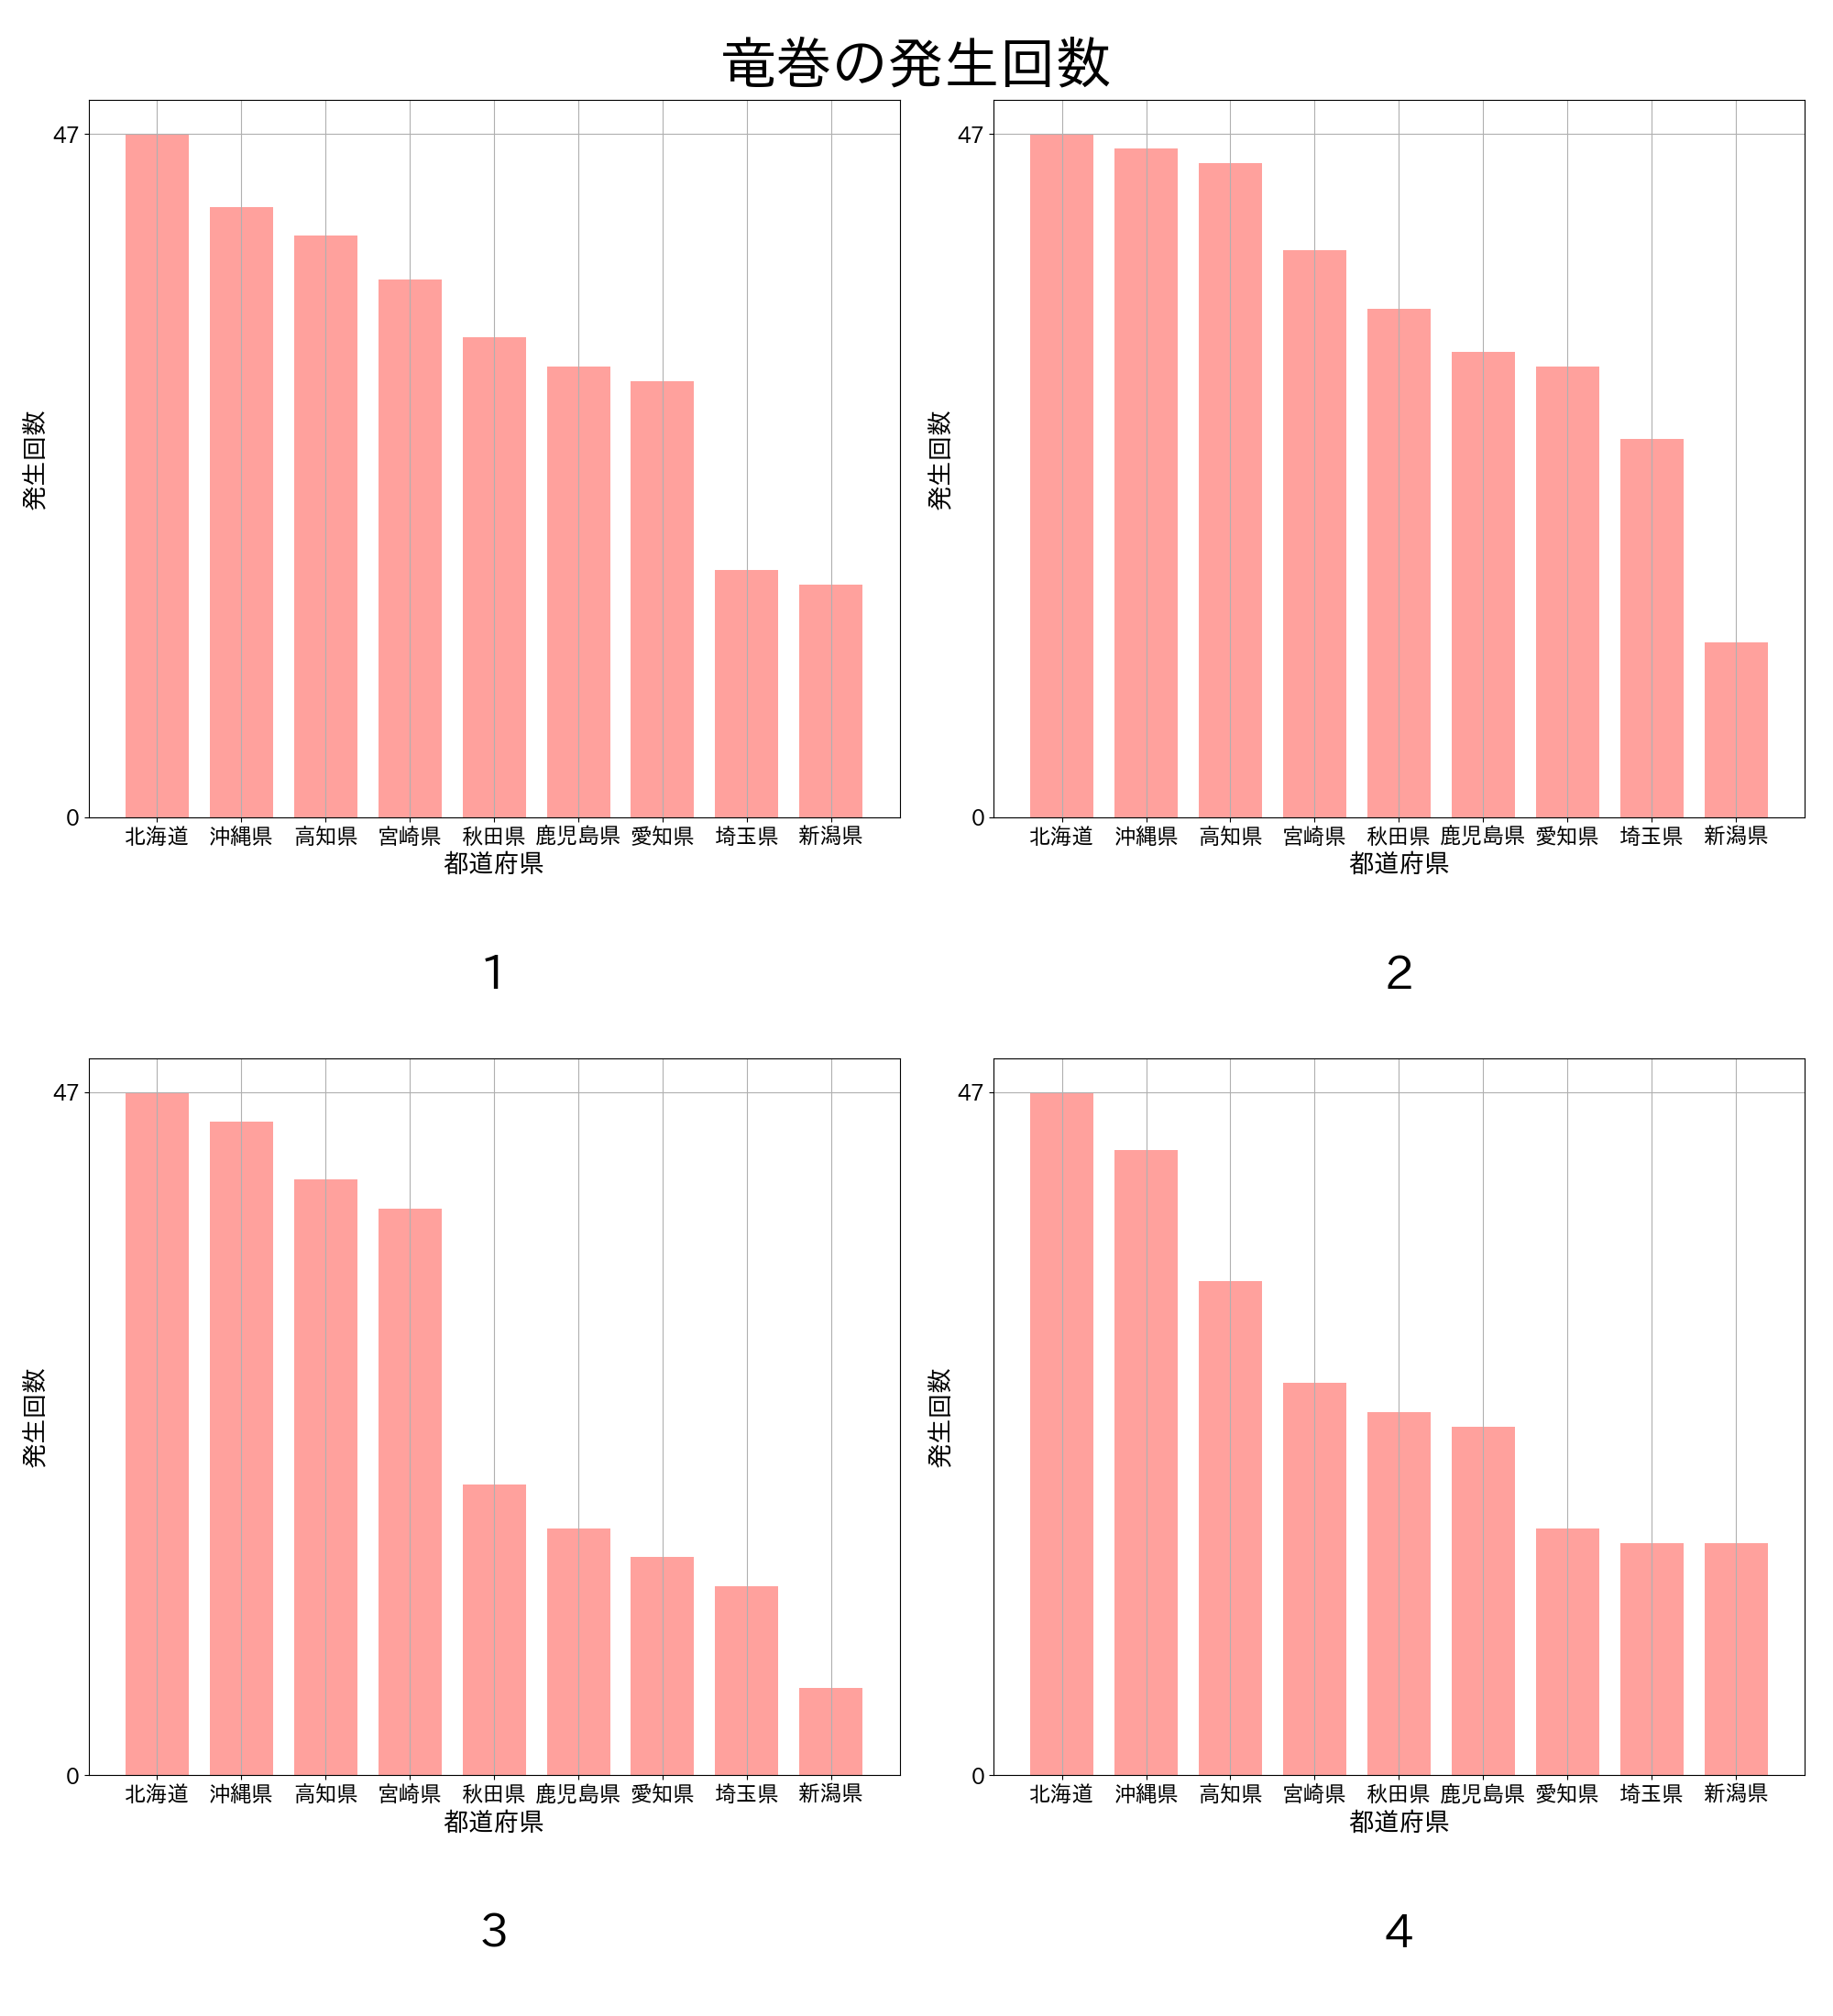 竜巻の発生回数
47
0
発生回数
北海道 沖縄県 高知県 宮崎県 秋田県 鹿児島県 愛知県 埼玉県 新潟県
都道府県
1
47
0
発生回数
北海道 沖縄県 高知県 宮崎県 秋田県 鹿児島県 愛知県 埼玉県 新潟県
都道府県
2
47
0
発生回数
北海道 沖縄県 高知県 宮崎県 秋田県 鹿児島県 愛知県 埼玉県 新潟県
都道府県
3
47
0
発生回数
北海道 沖縄県 高知県 宮崎県 秋田県 鹿児島県 愛知県 埼玉県 新潟県
都道府県
4